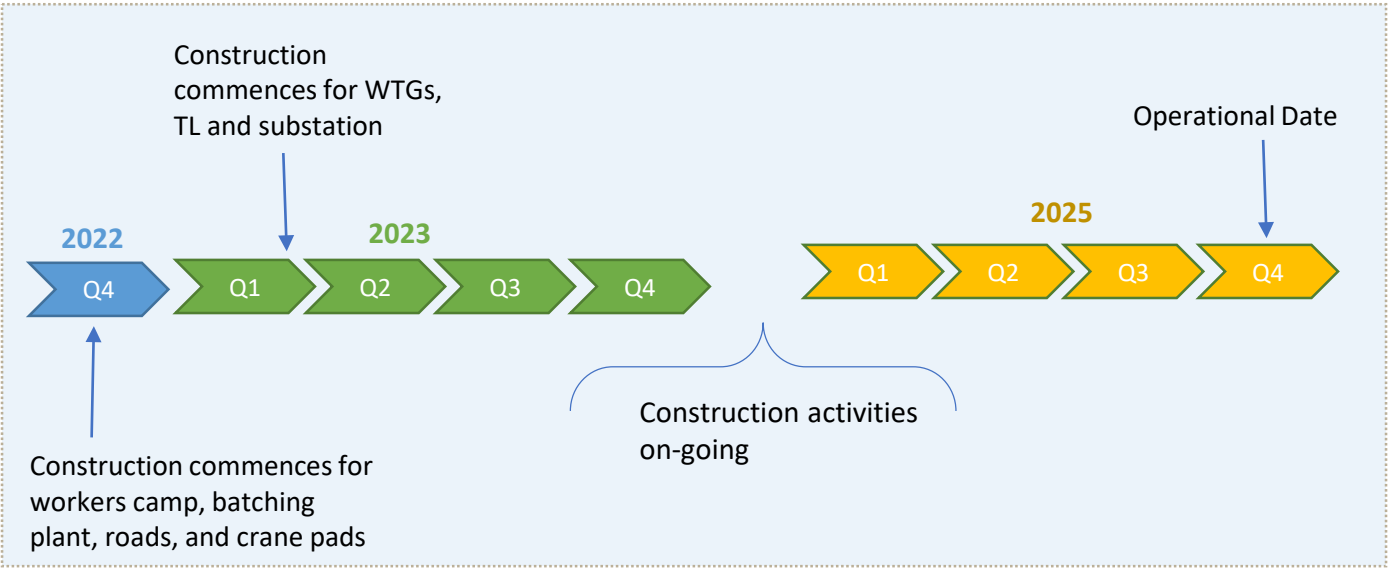 Construction
commences for WTGs,
TL and substation
Operational Date
2022
2023
2025
Q4
Q1
Q2
Q3
Q4
Q1
Q2
Q3
Q4
Construction activities
on-going
Construction commences for
workers camp, batching
plant, roads, and crane pads